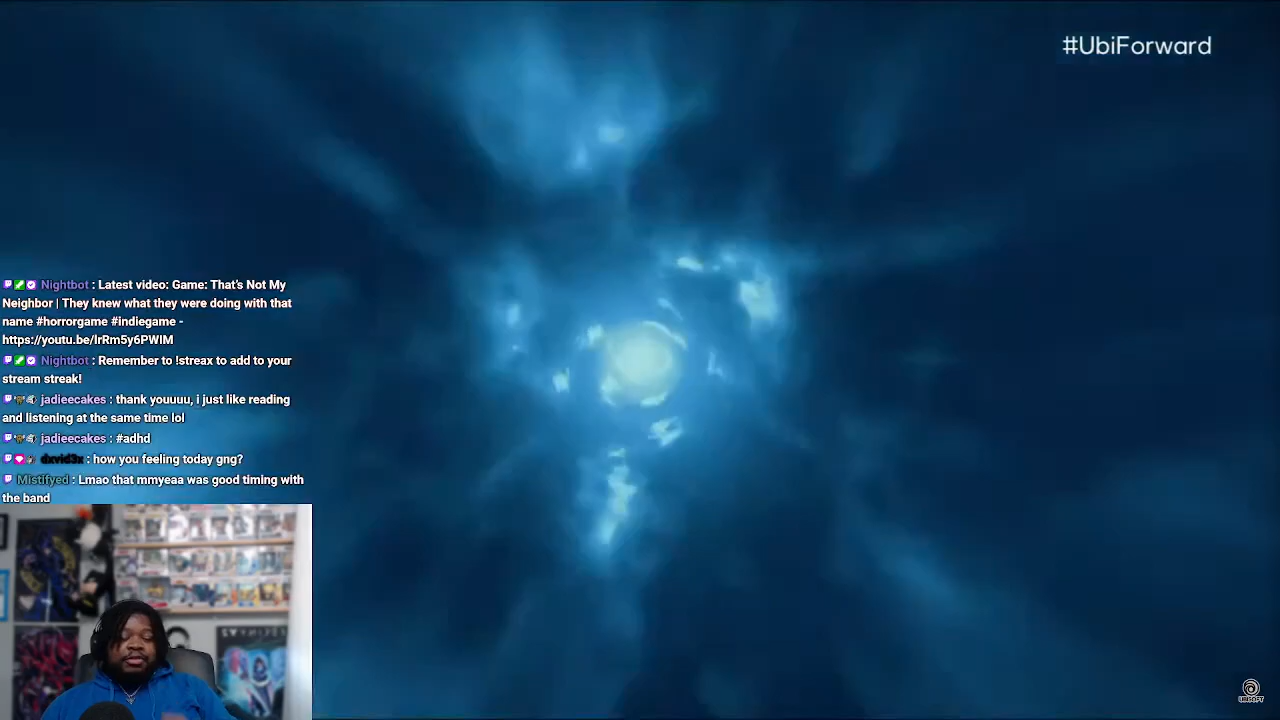 #UbiForward
Nightbot : Latest video: Game: That's Not My
Neighbor | They knew what they were doing with that
name #horrorgame #indiegame -
https://youtu.be/lrRm5y6PWIM
Nightbot : Remember to !streax to add to your
stream streak!
jadieecakes : thank youuuu, i just like reading
and listening at the same time lol
jadieecakes : #adhd
dxvid3x : how you feeling today gng?
Mistifyed : Lmao that mmyeaa was good timing with
the band
UBISOFT